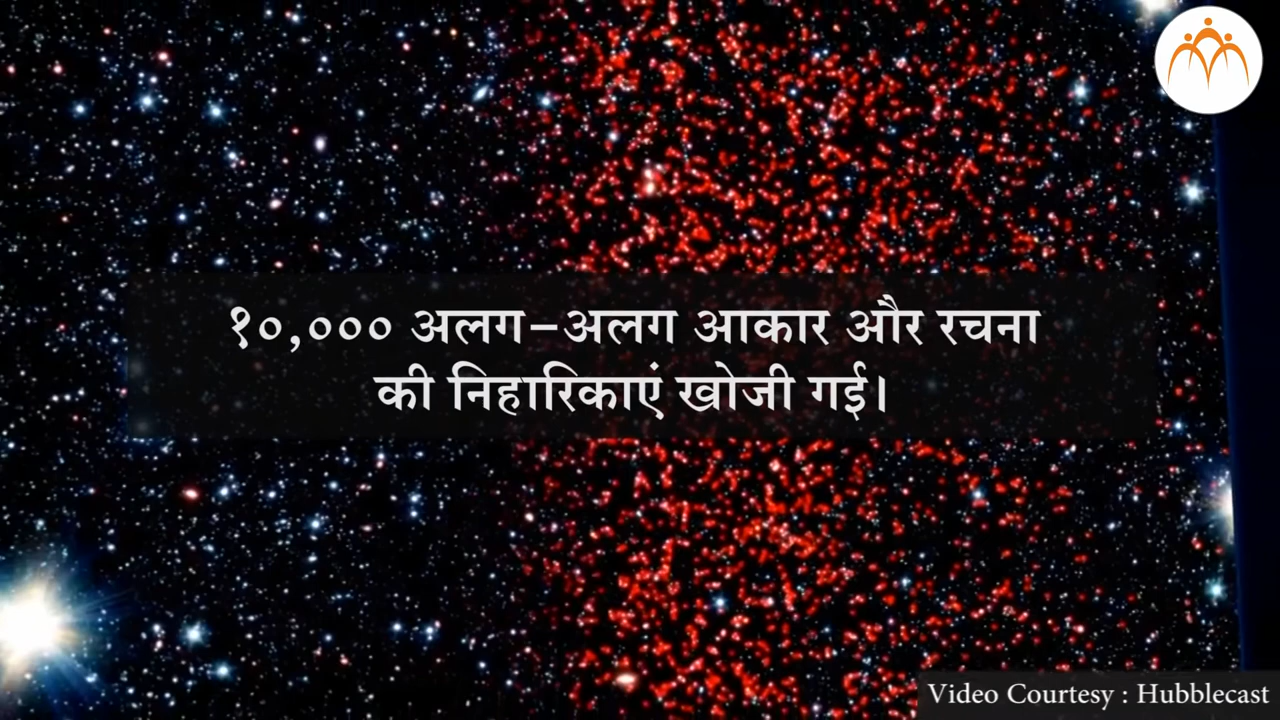 १०,००० अलग-अलग आकार और रचना
की निहारिकाएं खोजी गई।
Video Courtesy : Hubblecast